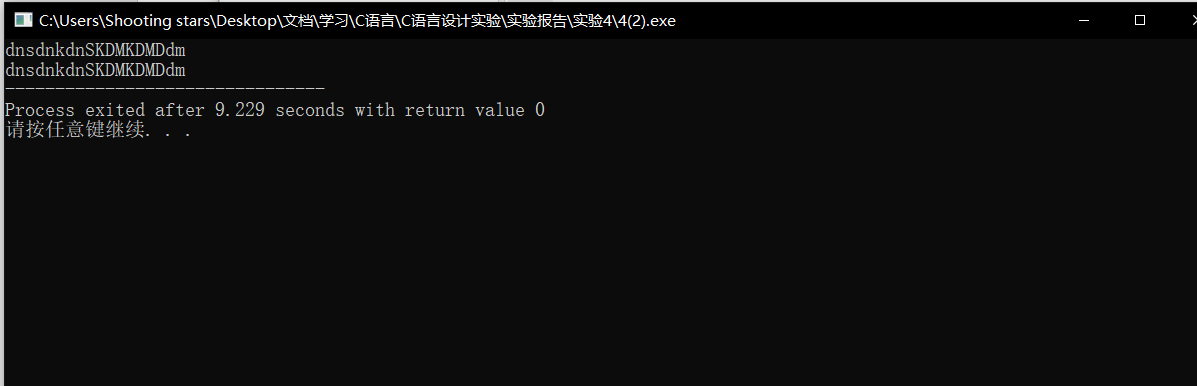 C:\Users\Shooting stars\Desktop\文档\学习\C语言\C语言设计实验\实验报告\实验4\4(2).exe
dnsdnkdnSKDMKDMDdm
dnsdnkdnSKDMKDMDdm
--------------------------------
Process exited after 9.229 seconds with return value 0
请按任意键继续. . .